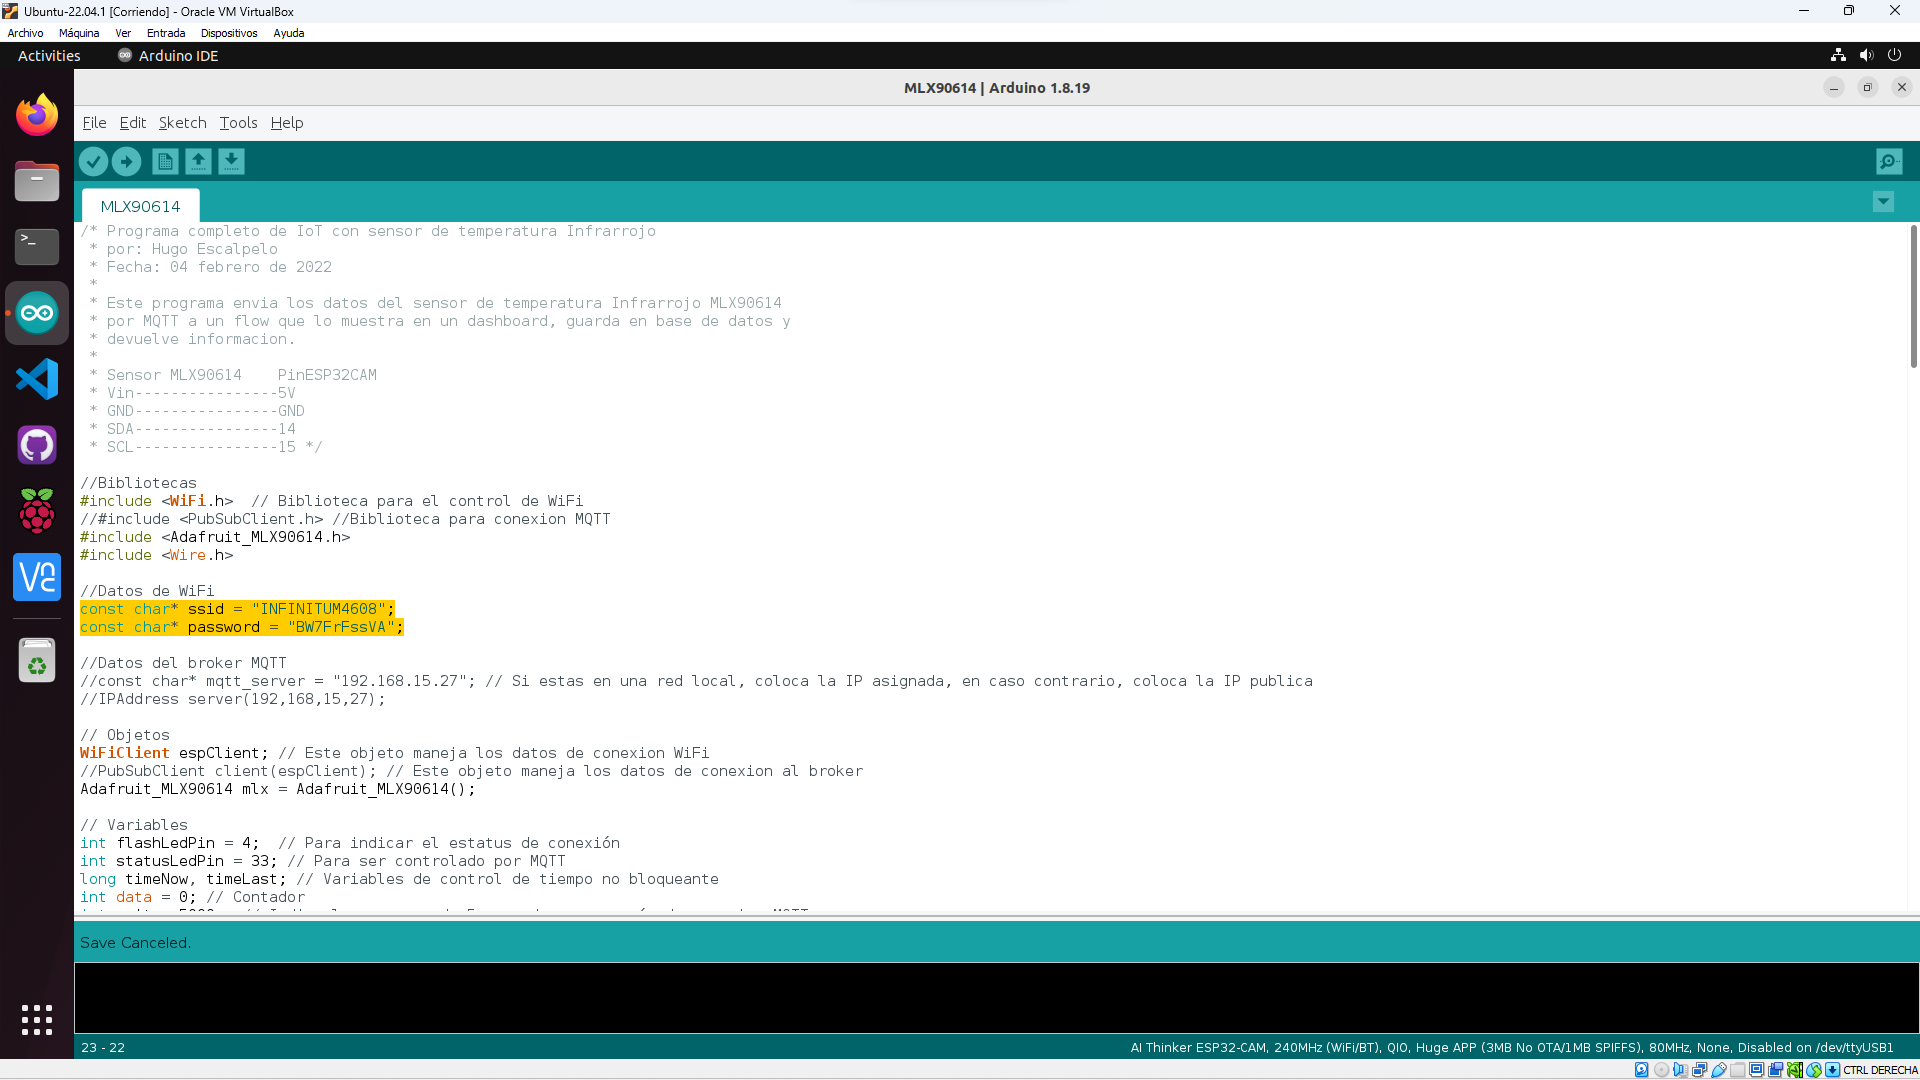 Ubuntu-22.04.1 [Corriendo] - Oracle VM VirtualBox
Archivo Máquina Ver Entrada Dispositivos Ayuda
Activities Arduino IDE
MLX90614 | Arduino 1.8.19
File Edit Sketch Tools Help
MLX90614
/* Programa completo de IoT con sensor de temperatura Infrarrojo
* por: Hugo Escalpelo
* Fecha: 04 febrero de 2022
*
* Este programa envia los datos del sensor de temperatura Infrarrojo MLX90614
* por MQTT a un flow que lo muestra en un dashboard, guarda en base de datos y
* devuelve informacion.
*
* Sensor MLX90614    PinESP32CAM
* Vin----------------5V
* GND----------------GND
* SDA----------------14
* SCL----------------15 */
//Bibliotecas
#include <WiFi.h>  // Biblioteca para el control de WiFi
//#include <PubSubClient.h> //Biblioteca para conexion MQTT
#include <Adafruit_MLX90614.h>
#include <Wire.h>
//Datos de WiFi
const char* ssid = "INFINITUM4608";
const char* password = "BW7FrFssVA";
//Datos del broker MQTT
//const char* mqtt_server = "192.168.15.27"; // Si estas en una red local, coloca la IP asignada, en caso contrario, coloca la IP publica
//IPAddress server(192,168,15,27);
// Objetos
WiFiClient espClient; // Este objeto maneja los datos de conexion WiFi
//PubSubClient client(espClient); // Este objeto maneja los datos de conexion al broker
Adafruit_MLX90614 mlx = Adafruit_MLX90614();
// Variables
int flashLedPin = 4;  // Para indicar el estatus de conexión
int statusLedPin = 33; // Para ser controlado por MQTT
long timeNow, timeLast; // Variables de control de tiempo no bloqueante
int data = 0; // Contador
Save Canceled.
23 - 22
AI Thinker ESP32-CAM, 240MHz (WiFi/BT), QIO, Huge APP (3MB No OTA/1MB SPIFFS), 80MHz, None, Disabled on /dev/ttyUSB1
CTRL DERECHA